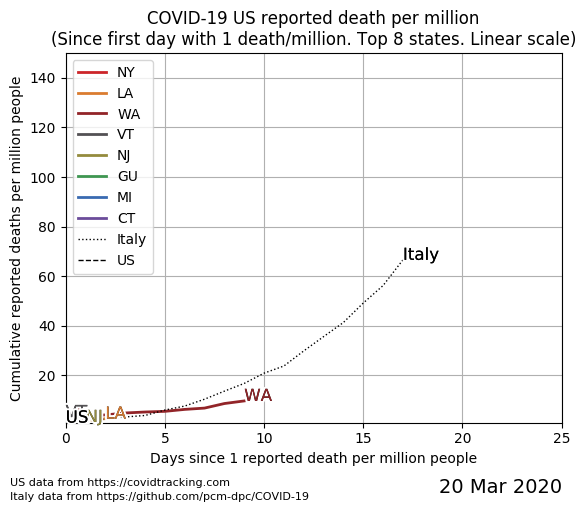 COVID-19 US reported death per million
(Since first day with 1 death/million. Top 8 states. Linear scale)
Cumulative reported deaths per million people
140
120
100
80
60
40
20
NY
LA
WA
VT
NJ
GU
MI
CT
Italy
US
Italy
WA
LA
NJ
US
0 5 10 15 20 25
Days since 1 reported death per million people
US data from https://covidtracking.com
Italy data from https://github.com/pcm-dpc/COVID-19
20 Mar 2020